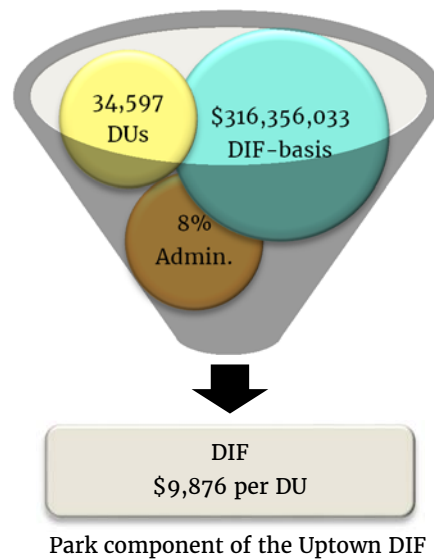 34,597
DUs
$316,356,033
DIF-basis
8%
Admin.
DIF
$9,876 per DU
Park component of the Uptown DIF